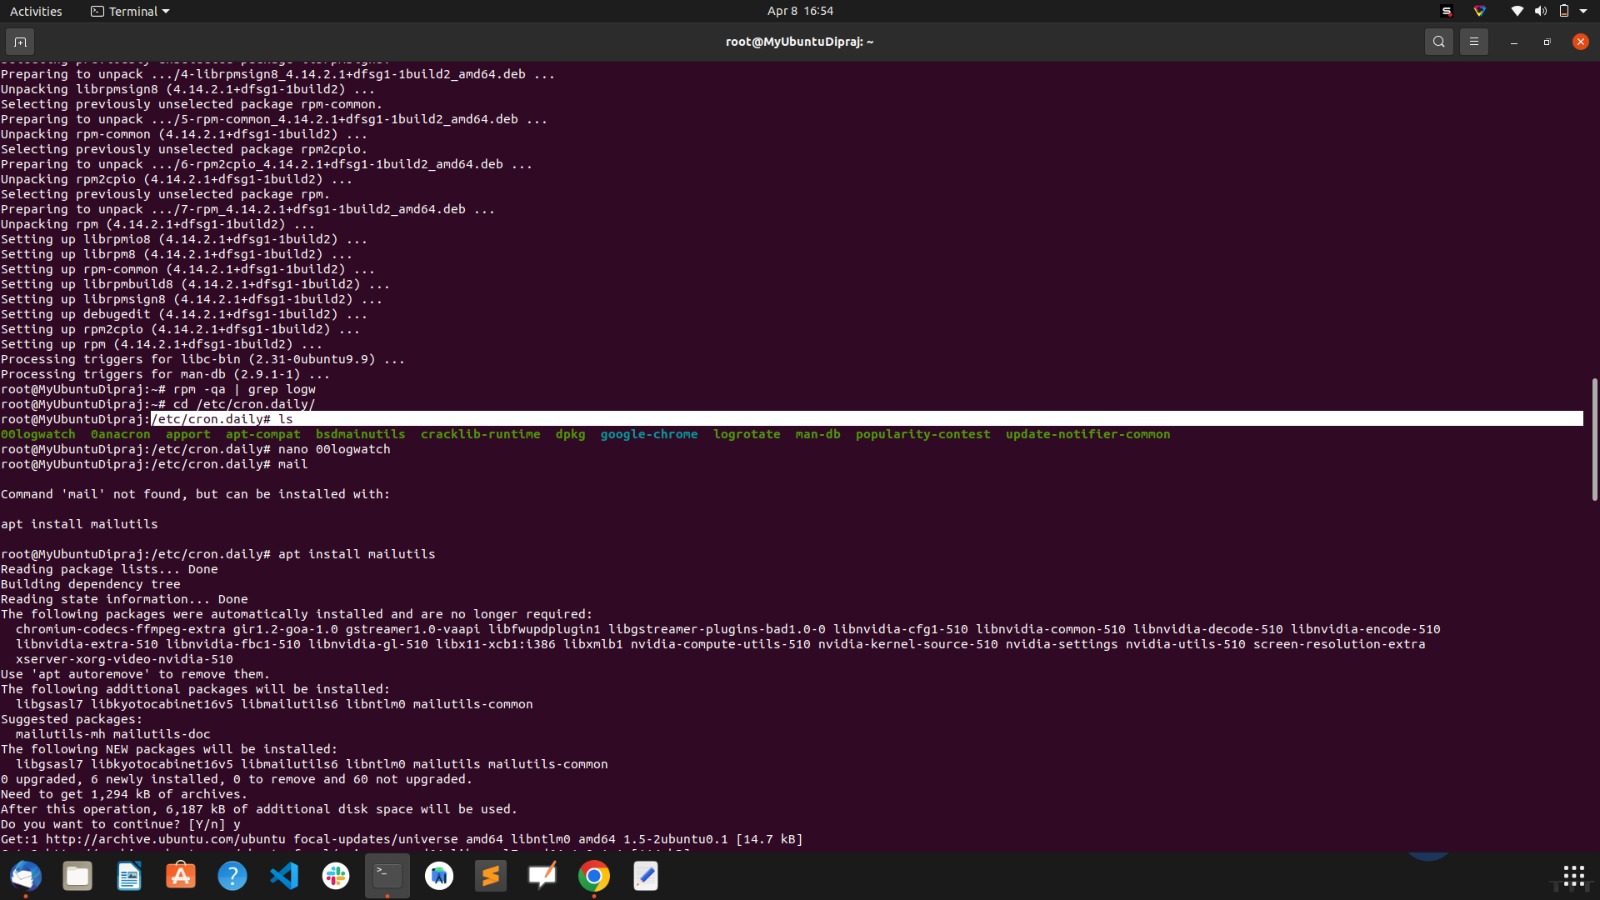 Activities
Terminal
Apr 8 16:54
root@MyUbuntuDipraj: ~
Preparing to unpack .../4-librpmsign8_4.14.2.1+dfsg1-1build2_amd64.deb ...
Unpacking librpmsign8 (4.14.2.1+dfsg1-1build2) ...
Selecting previously unselected package rpm-common.
Preparing to unpack .../5-rpm-common_4.14.2.1+dfsg1-1build2_amd64.deb ...
Unpacking rpm-common (4.14.2.1+dfsg1-1build2) ...
Selecting previously unselected package rpm2cpio.
Preparing to unpack .../6-rpm2cpio_4.14.2.1+dfsg1-1build2_amd64.deb ...
Unpacking rpm2cpio (4.14.2.1+dfsg1-1build2) ...
Selecting previously unselected package rpm.
Preparing to unpack .../7-rpm_4.14.2.1+dfsg1-1build2_amd64.deb ...
Unpacking rpm (4.14.2.1+dfsg1-1build2) ...
Setting up librpmio8 (4.14.2.1+dfsg1-1build2) ...
Setting up librpm8 (4.14.2.1+dfsg1-1build2) ...
Setting up rpm-common (4.14.2.1+dfsg1-1build2) ...
Setting up librpmbuild8 (4.14.2.1+dfsg1-1build2) ...
Setting up librpmsign8 (4.14.2.1+dfsg1-1build2) ...
Setting up debugedit (4.14.2.1+dfsg1-1build2) ...
Setting up rpm2cpio (4.14.2.1+dfsg1-1build2) ...
Setting up rpm (4.14.2.1+dfsg1-1build2) ...
Processing triggers for libc-bin (2.31-0ubuntu9.9) ...
Processing triggers for man-db (2.9.1-1) ...
root@MyUbuntuDipraj:~# rpm -qa | grep logw
root@MyUbuntuDipraj:~# cd /etc/cron.daily/
root@MyUbuntuDipraj:/etc/cron.daily# ls
00logwatch 0anacron apport apt-compat bsdmainutils cracklib-runtime dpkg google-chrome logrotate man-db popularity-contest update-notifier-common
root@MyUbuntuDipraj:/etc/cron.daily# nano 00logwatch
root@MyUbuntuDipraj:/etc/cron.daily# mail
Command 'mail' not found, but can be installed with:
apt install mailutils
root@MyUbuntuDipraj:/etc/cron.daily# apt install mailutils
Reading package lists... Done
Building dependency tree
Reading state information... Done
The following packages were automatically installed and are no longer required:
chromium-codecs-ffmpeg-extra gir1.2-goa-1.0 gstreamer1.0-vaapi libfwupdplugin1 libgstreamer-plugins-bad1.0-0 libnvidia-cfg1-510 libnvidia-common-510 libnvidia-decode-510 libnvidia-encode-510
libnvidia-extra-510 libnvidia-fbc1-510 libnvidia-gl-510 libx11-xcb1:i386 libxmlb1 nvidia-compute-utils-510 nvidia-kernel-source-510 nvidia-settings nvidia-utils-510 screen-resolution-extra
xserver-xorg-video-nvidia-510
Use 'apt autoremove' to remove them.
The following additional packages will be installed:
libgsasl7 libkyotocabinet16v5 libmailutils6 libntlm0 mailutils-common
Suggested packages:
mailutils-mh mailutils-doc
The following NEW packages will be installed:
libgsasl7 libkyotocabinet16v5 libmailutils6 libntlm0 mailutils mailutils-common
0 upgraded, 6 newly installed, 0 to remove and 60 not upgraded.
Need to get 1,294 kB of archives.
After this operation, 6,187 kB of additional disk space will be used.
Do you want to continue? [Y/n] y
Get:1 http://archive.ubuntu.com/ubuntu focal-updates/universe amd64 libntlm0 amd64 1.5-2ubuntu0.1 [14.7 kB]